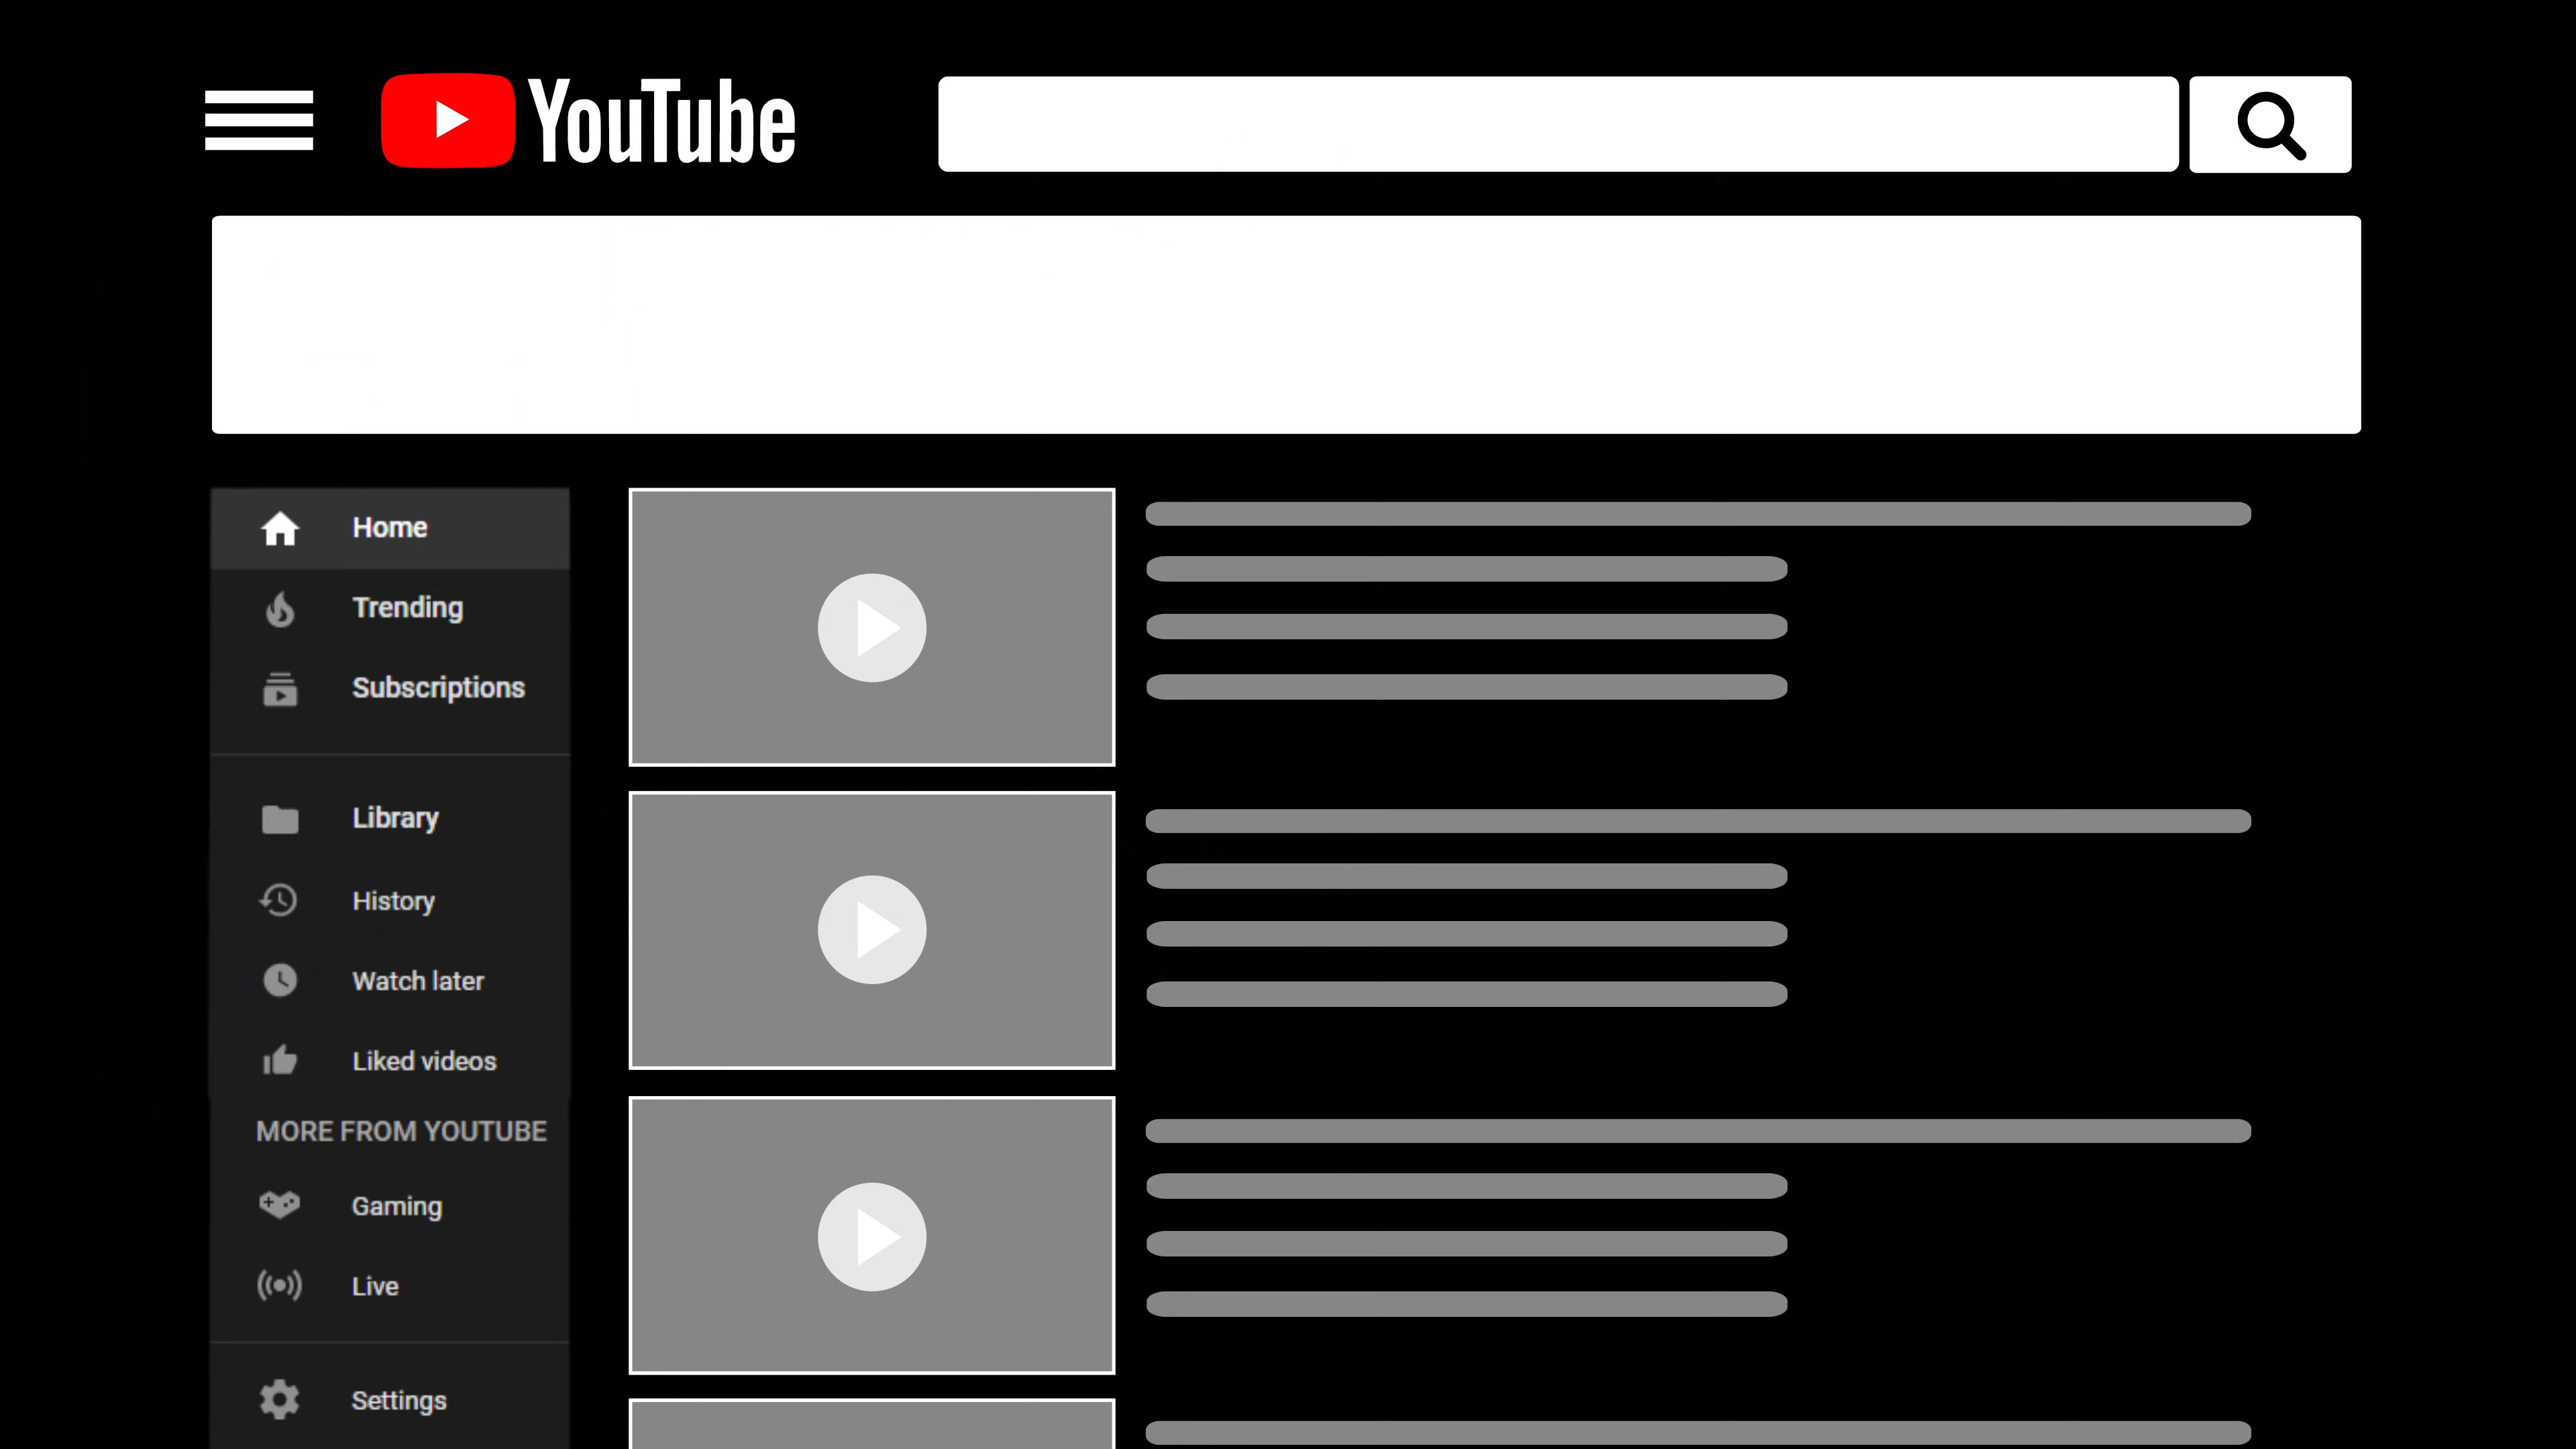 YouTube
Home
Trending
Subscriptions
Library
History
Watch later
Liked videos
MORE FROM YOUTUBE
Gaming
Live
Settings